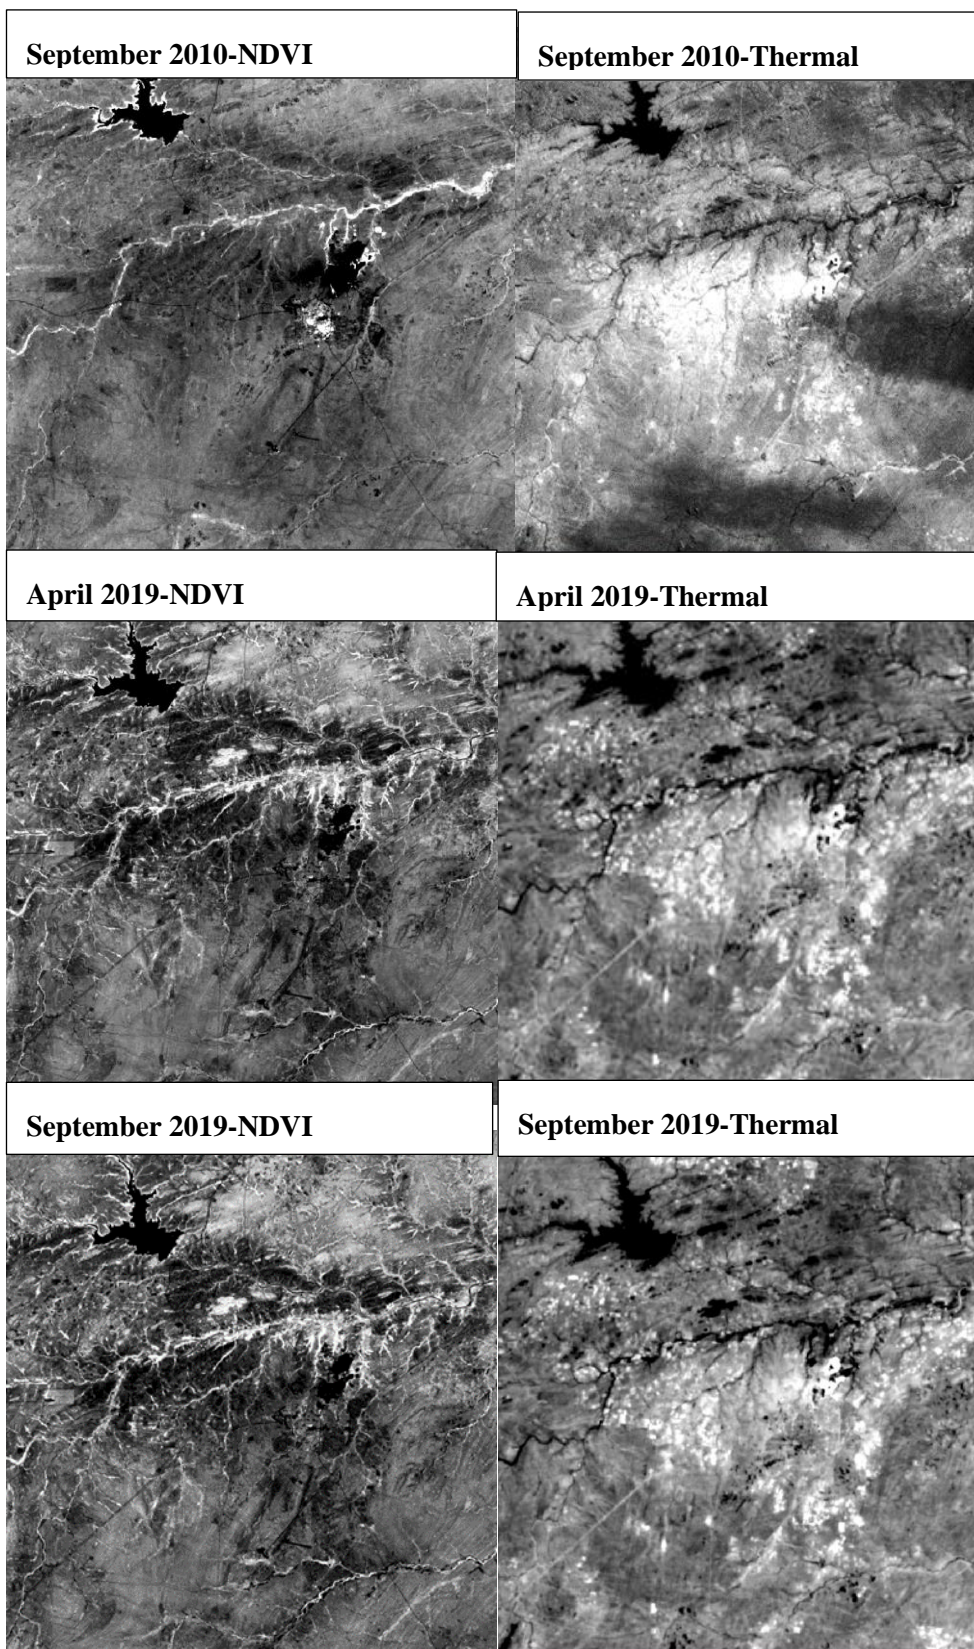 September 2010-NDVI
September 2010-Thermal
April 2019-NDVI
April 2019-Thermal
September 2019-NDVI
September 2019-Thermal